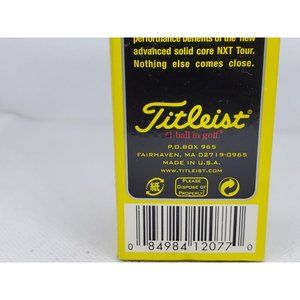 performance benefits of the new
advanced solid core NXT Tour.
Nothing else comes close.
Titleist
#1 ball in golf.
P.O.BOX 965
FAIRHAVEN, MA 02719-0965
MADE IN U.S.A.
WWW.TITLEIST.COM
紙
PLEASE
DISPOSE OF
PROPERLY
0 84984 12077 0